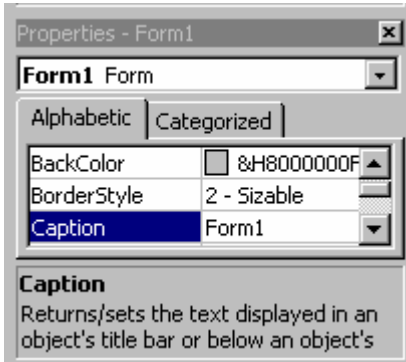 Properties - Form1
Form1 Form
Alphabetic Categorized
BackColor &H8000000F
BorderStyle 2 - Sizable
Caption Form1
Caption
Returns/sets the text displayed in an
object's title bar or below an object's